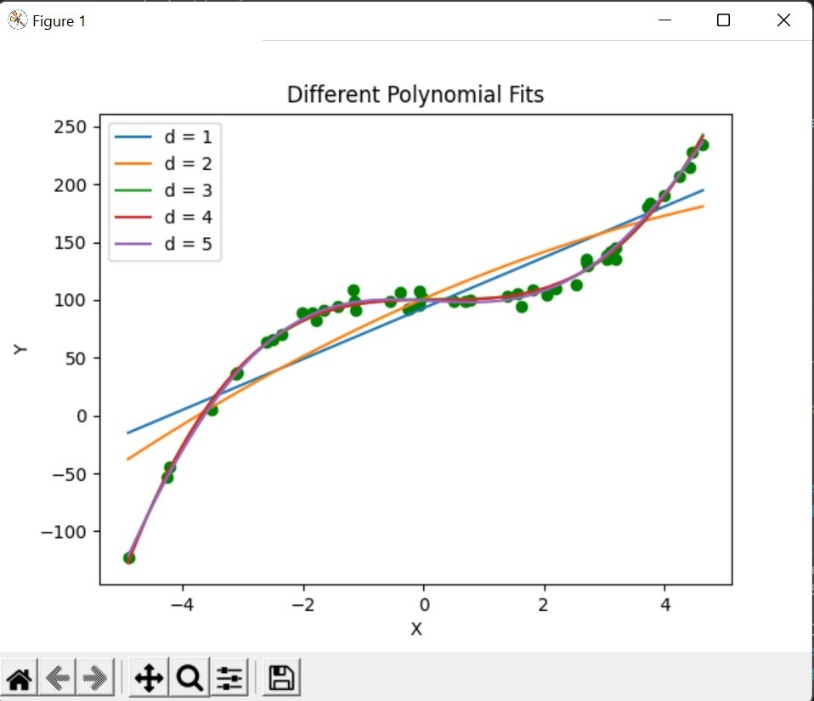 Figure 1
Different Polynomial Fits
d = 1
d = 2
d = 3
d = 4
d = 5
250
200
150
100
50
0
−50
−100
Y
−4
−2
0
2
4
X